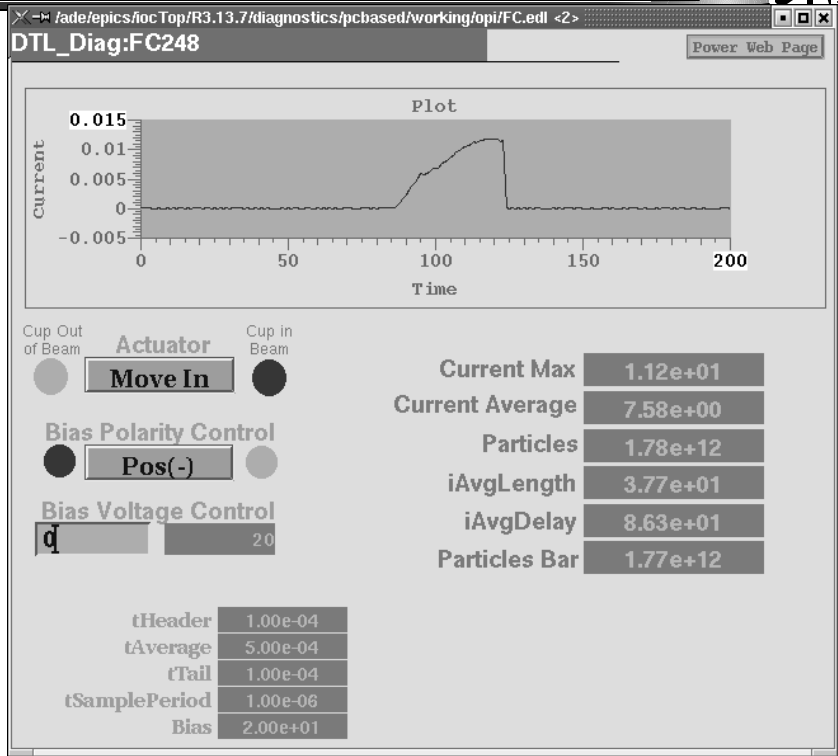 /ade/epics/iocTop/R3.13.7/diagnostics/pcbased/working/opi/FC.edl <2>
DTL_Diag:FC248
Power Web Page
Plot
0.015
0.01
0.005
0
-0.005
Current
0 50 100 150 200
Time
Cup Out of Beam
Actuator
Cup in Beam
Move In
Bias Polarity Control
Pos(-)
Bias Voltage Control
0 20
Current Max 1.12e+01
Current Average 7.58e+00
Particles 1.78e+12
iAvgLength 3.77e+01
iAvgDelay 8.63e+01
Particles Bar 1.77e+12
tHeader 1.00e-04
tAverage 5.00e-04
tTail 1.00e-04
tSamplePeriod 1.00e-06
Bias 2.00e+01